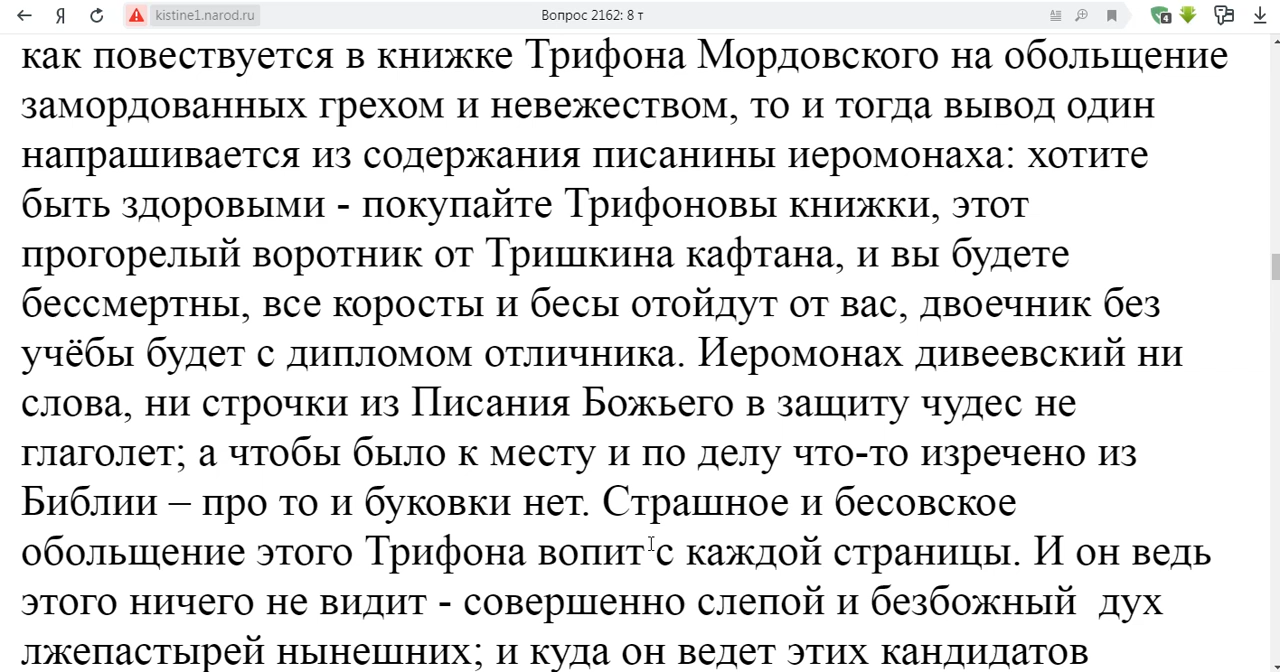 kistine1.narod.ru
Вопрос 2162: 8 т
4
как повествуется в книжке Трифона Мордовского на обольщение
замордованных грехом и невежеством, то и тогда вывод один
напрашивается из содержания писанины иеромонаха: хотите
быть здоровыми - покупайте Трифоновы книжки, этот
прогорелый воротник от Тришкина кафтана, и вы будете
бессмертны, все коросты и бесы отойдут от вас, двоечник без
учёбы будет с дипломом отличника. Иеромонах дивеевский ни
слова, ни строчки из Писания Божьего в защиту чудес не
глаголет; а чтобы было к месту и по делу что-то изречено из
Библии – про то и буковки нет. Страшное и бесовское
обольщение этого Трифона вопит с каждой страницы. И он ведь
этого ничего не видит - совершенно слепой и безбожный  дух
лжепастырей нынешних; и куда он ведет этих кандидатов